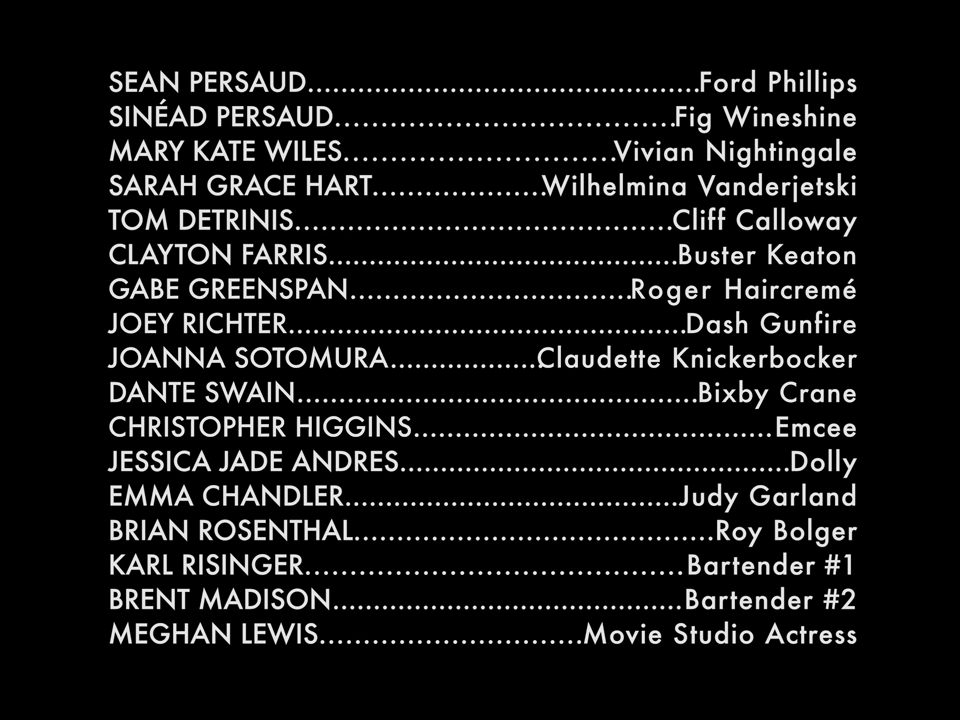 SEAN PERSAUD...............................................Ford Phillips
SINÉAD PERSAUD.....................................Fig Wineshine
MARY KATE WILES.............................Vivian Nightingale
SARAH GRACE HART...................Wilhelmina Vanderjetski
TOM DETRINIS..........................................Cliff Calloway
CLAYTON FARRIS...........................................Buster Keaton
GABE GREENSPAN................................Roger Haircremé
JOEY RICHTER................................................Dash Gunfire
JOANNA SOTOMURA..................Claudette Knickerbocker
DANTE SWAIN................................................Bixby Crane
CHRISTOPHER HIGGINS...........................................Emcee
JESSICA JADE ANDRES...............................................Dolly
EMMA CHANDLER........................................Judy Garland
BRIAN ROSENTHAL.......................................Roy Bolger
KARL RISINGER.........................................Bartender #1
BRENT MADISON..........................................Bartender #2
MEGHAN LEWIS.............................Movie Studio Actress